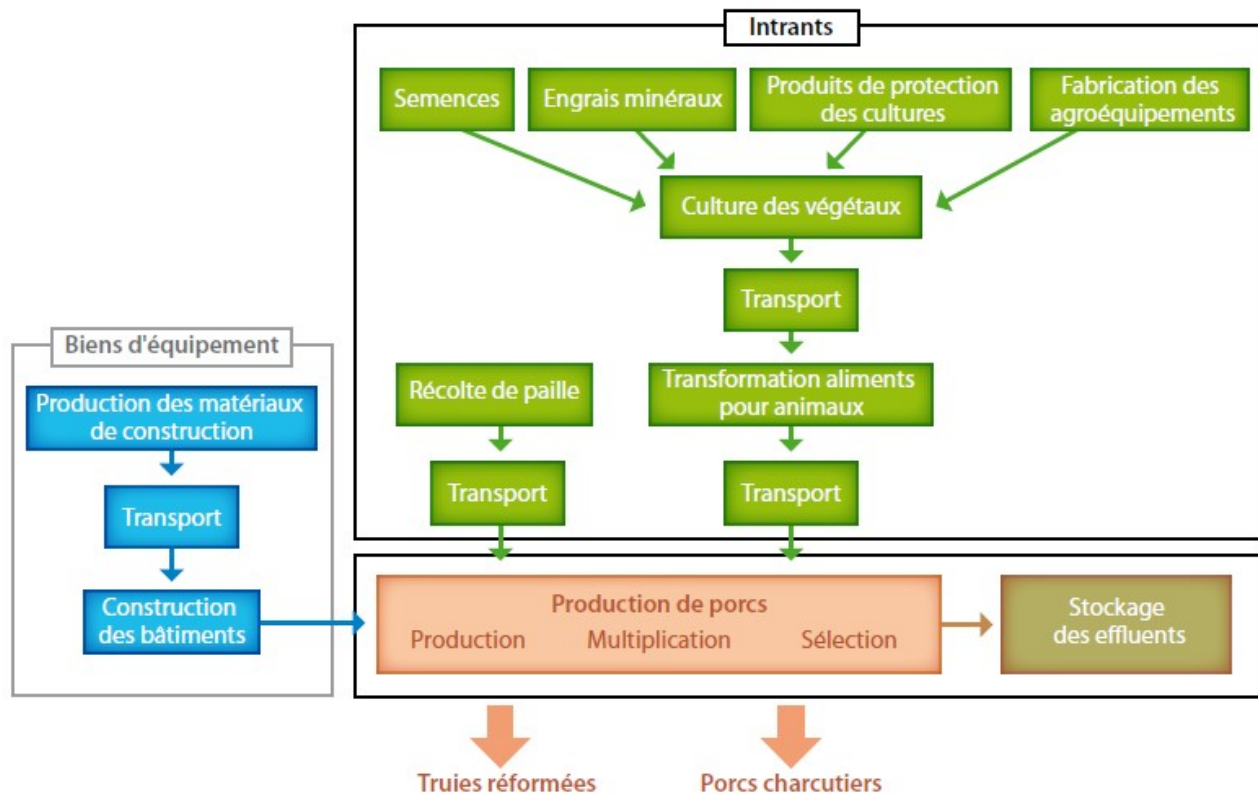 Intrants
Semences
Engrais minéraux
Produits de protection
des cultures
Fabrication des
agroéquipements
Culture des végétaux
Transport
Biens d'équipement
Production des matériaux
de construction
Récolte de paille
Transformation aliments
pour animaux
Transport
Transport
Transport
Construction
des bâtiments
Production de porcs
Production
Multiplication
Sélection
Stockage
des effluents
Truies réformées
Porcs charcutiers